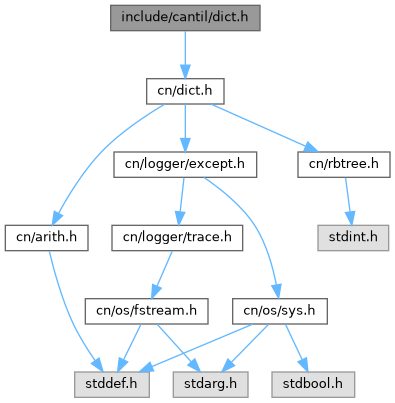 include/cantil/dict.h
cn/dict.h
cn/logger/except.h
cn/rbtree.h
cn/arith.h
cn/logger/trace.h
stdint.h
cn/os/fstream.h
cn/os/sys.h
stddef.h
stdarg.h
stdbool.h